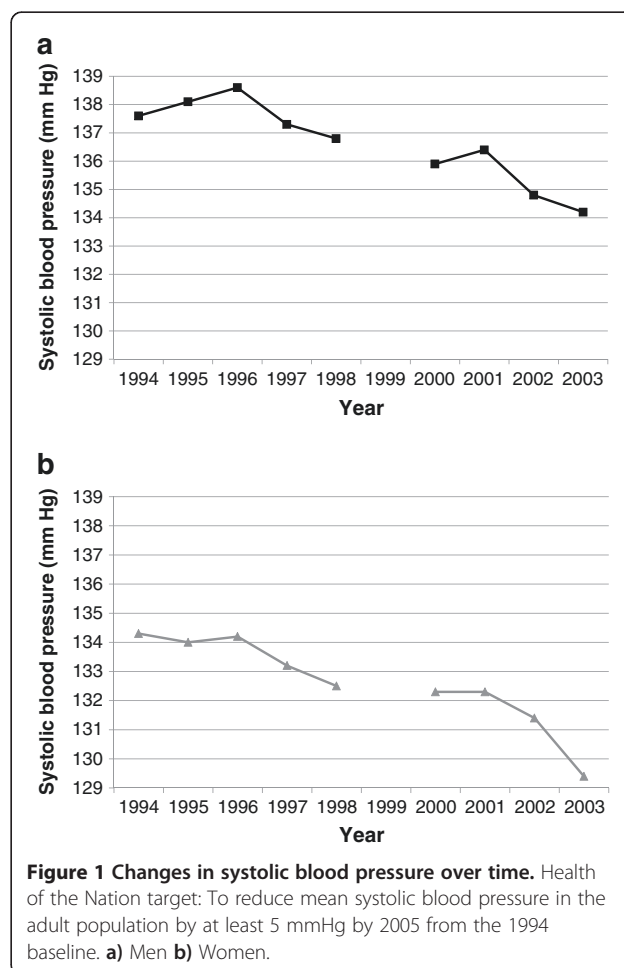 a
Systolic blood pressure (mm Hg)
139
138
137
136
135
134
133
132
131
130
129
1994 1995 1996 1997 1998 1999 2000 2001 2002 2003
Year
b
Systolic blood pressure (mm Hg)
139
138
137
136
135
134
133
132
131
130
129
1994 1995 1996 1997 1998 1999 2000 2001 2002 2003
Year
Figure 1 Changes in systolic blood pressure over time. Health
of the Nation target: To reduce mean systolic blood pressure in the
adult population by at least 5 mmHg by 2005 from the 1994
baseline. a) Men b) Women.